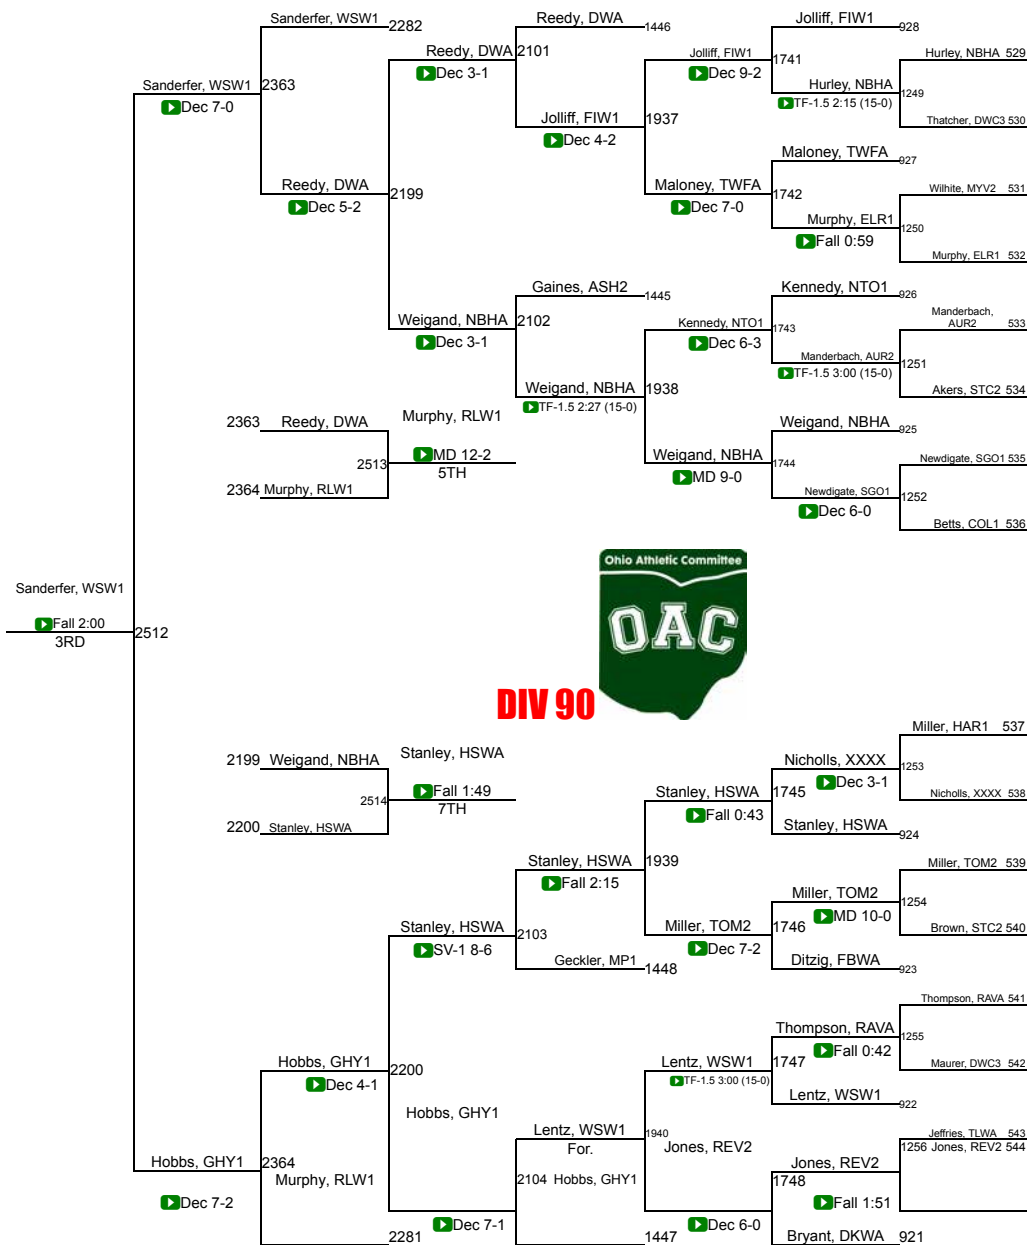 Sanderfer, WSW1
2282
Reedy, DWA
1446
Jolliff, FIW1
928
Reedy, DWA
2101
Dec 3-1
Jolliff, FIW1
Dec 9-2
1741
Hurley, NBHA 529
Sanderfer, WSW1
Dec 7-0
2363
Hurley, NBHA
TF-1.5 2:15 (15-0)
1249
Jolliff, FIW1
Dec 4-2
1937
Thatcher, DWC3 530
Maloney, TWFA
927
Reedy, DWA
Dec 5-2
2199
Maloney, TWFA
Dec 7-0
1742
Wilhite, MYV2 531
Murphy, ELR1
Fall 0:59
1250
Murphy, ELR1 532
Gaines, ASH2
1445
Kennedy, NTO1
926
Weigand, NBHA
Dec 3-1
2102
Kennedy, NTO1
Dec 6-3
1743
Manderbach,
AUR2 533
Manderbach, AUR2
TF-1.5 3:00 (15-0)
1251
Weigand, NBHA
TF-1.5 2:27 (15-0)
1938
Akers, STC2 534
2363 Reedy, DWA
Murphy, RLW1
Weigand, NBHA
925
2513
MD 12-2
5TH
Weigand, NBHA
MD 9-0
1744
Newdigate, SGO1 535
2364 Murphy, RLW1
Newdigate, SGO1
Dec 6-0
1252
Betts, COL1 536
Ohio Athletic Committee
OAC
Sanderfer, WSW1
Fall 2:00
3RD
2512
DIV 90
Miller, HAR1 537
2199 Weigand, NBHA
Stanley, HSWA
Nicholls, XXXX
Dec 3-1
1253
2514
Fall 1:49
7TH
Stanley, HSWA
Fall 0:43
1745
Nicholls, XXXX 538
2200 Stanley, HSWA
Stanley, HSWA
924
Stanley, HSWA
Fall 2:15
1939
Miller, TOM2 539
Miller, TOM2
MD 10-0
1254
Stanley, HSWA
SV-1 8-6
2103
Miller, TOM2
Dec 7-2
1746
Brown, STC2 540
Geckler, MP1
1448
Ditzig, FBWA
923
Thompson, RAVA 541
Thompson, RAVA
Fall 0:42
1255
Hobbs, GHY1
Dec 4-1
2200
Lentz, WSW1
TF-1.5 3:00 (15-0)
1747
Maurer, DWC3 542
Lentz, WSW1
922
Hobbs, GHY1
Lentz, WSW1
For.
1940
Jones, REV2
Jeffries, TLWA 543
1256 Jones, REV2 544
Hobbs, GHY1
Dec 7-2
2364
Murphy, RLW1
2104 Hobbs, GHY1
Jones, REV2
Fall 1:51
1748
Dec 7-1
Dec 6-0
2281
1447
Bryant, DKWA 921